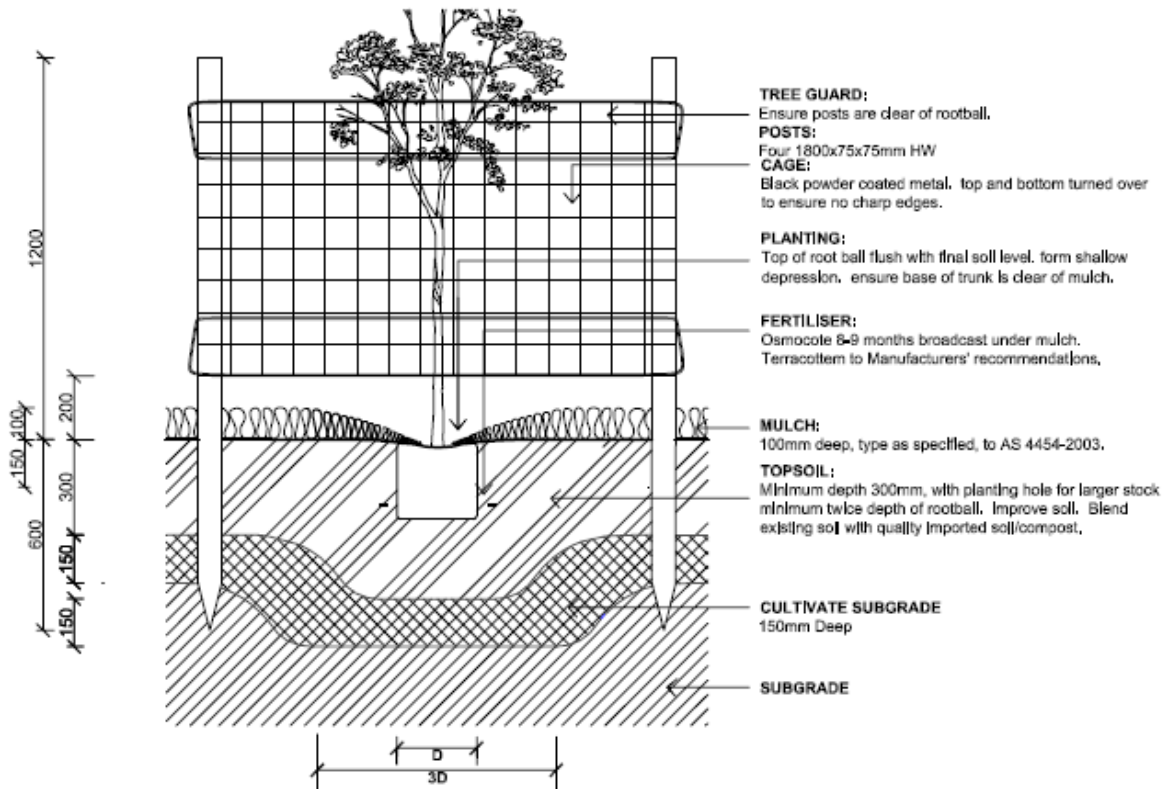 TREE GUARD:
Ensure posts are clear of rootball.
POSTS:
Four 1800x75x75mm HW
CAGE:
Black powder coated metal. top and bottom turned over
to ensure no charp edges.
PLANTING:
Top of root ball flush with final soil level. form shallow
depression. ensure base of trunk is clear of mulch.
FERTILISER:
Osmocote 8-9 months broadcast under mulch.
Terracottem to Manufacturers' recommendations.
MULCH:
100mm deep, type as specified, to AS 4454-2003.
TOPSOIL:
Minimum depth 300mm, with planting hole for larger stock
minimum twice depth of rootball. Improve soil. Blend
existing soil with quality imported soil/compost.
CULTIVATE SUBGRADE
150mm Deep
SUBGRADE
1200
200
100
150
300
600
150
150
D
3D